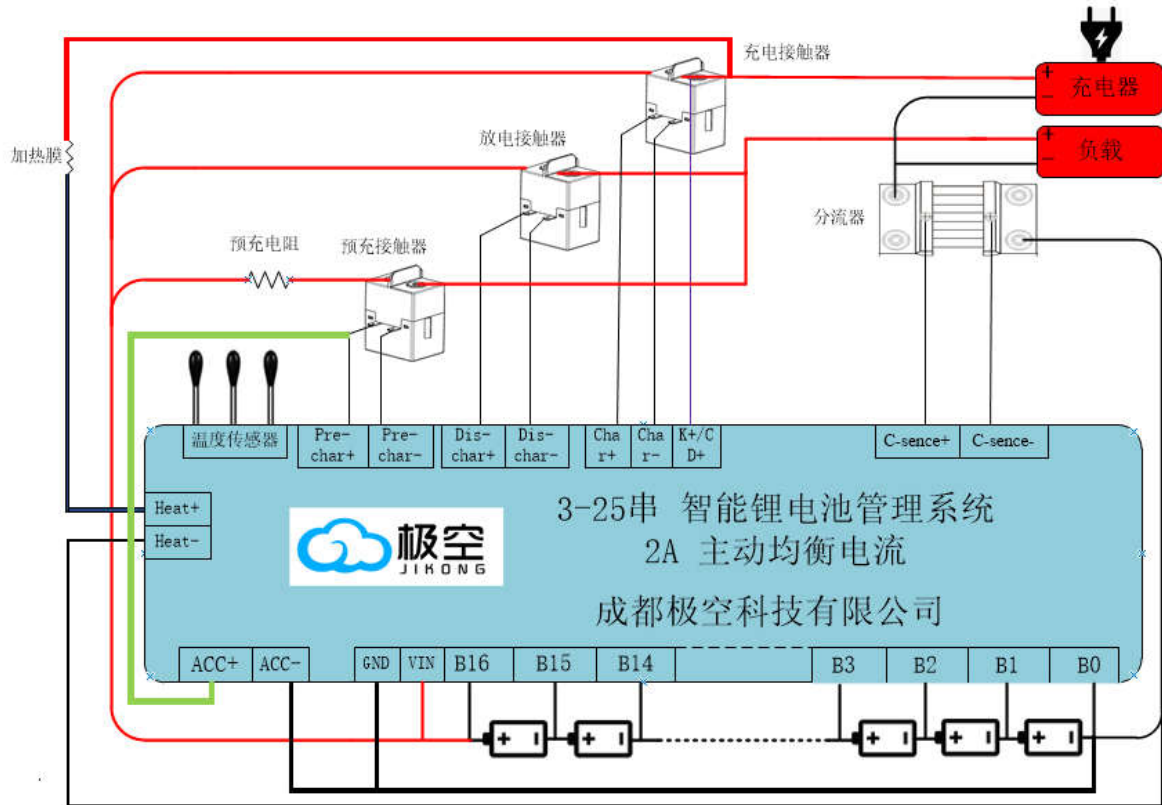 充电接触器
+
充电器
−
放电接触器
+
负载
−
加热膜
分流器
预充电阻
预充接触器
温度传感器
Pre-
char+
Pre-
char-
Dis-
char+
Dis-
char-
Cha
r+
Cha
r-
K+/C
D+
C-sence+
C-sence-
Heat+
Heat-
极空
JIKONG
3-25串 智能锂电池管理系统
2A 主动均衡电流
成都极空科技有限公司
ACC+
ACC-
GND
VIN
B16
B15
B14
B3
B2
B1
B0